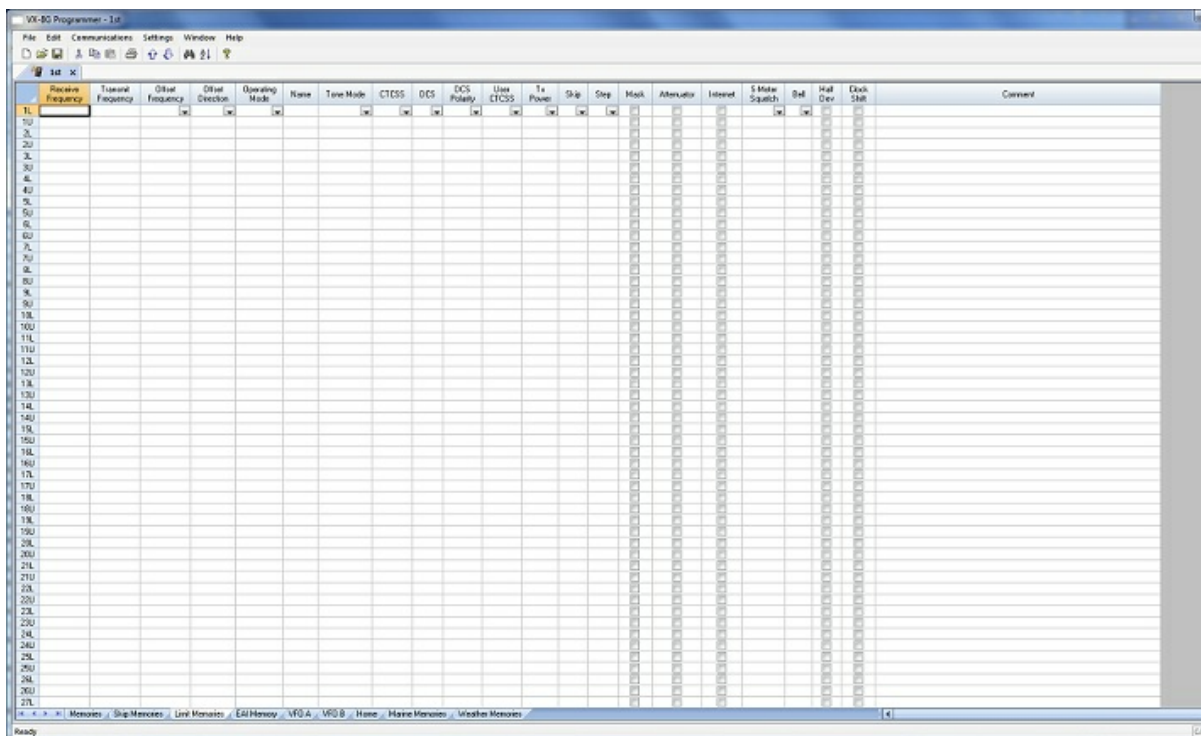 VX-8G Programmer - 1st
File Edit Communications Settings Window Help
1st X
Receive Frequency Transmit Frequency Offset Frequency Offset Direction Operating Mode Name Tone Mode CTCSS DCS DCS Polarity User CTCSS Tx Power Skip Step Mask Attenuator Internet S-Meter Squelch Bell Half Dev Clock Shift Comment
1L
1U
2L
2U
3L
3U
4L
4U
5L
5U
6L
6U
7L
7U
8L
8U
9L
9U
10L
10U
11L
11U
12L
12U
13L
13U
14L
14U
15L
15U
16L
16U
17L
17U
18L
18U
19L
19U
20L
20U
21L
21U
22L
22U
23L
23U
24L
24U
25L
25U
26L
26U
27L
Memories Skip Memories Limit Memories EAI Memory VFO A VFO B Home Marine Memories Weather Memories
Ready